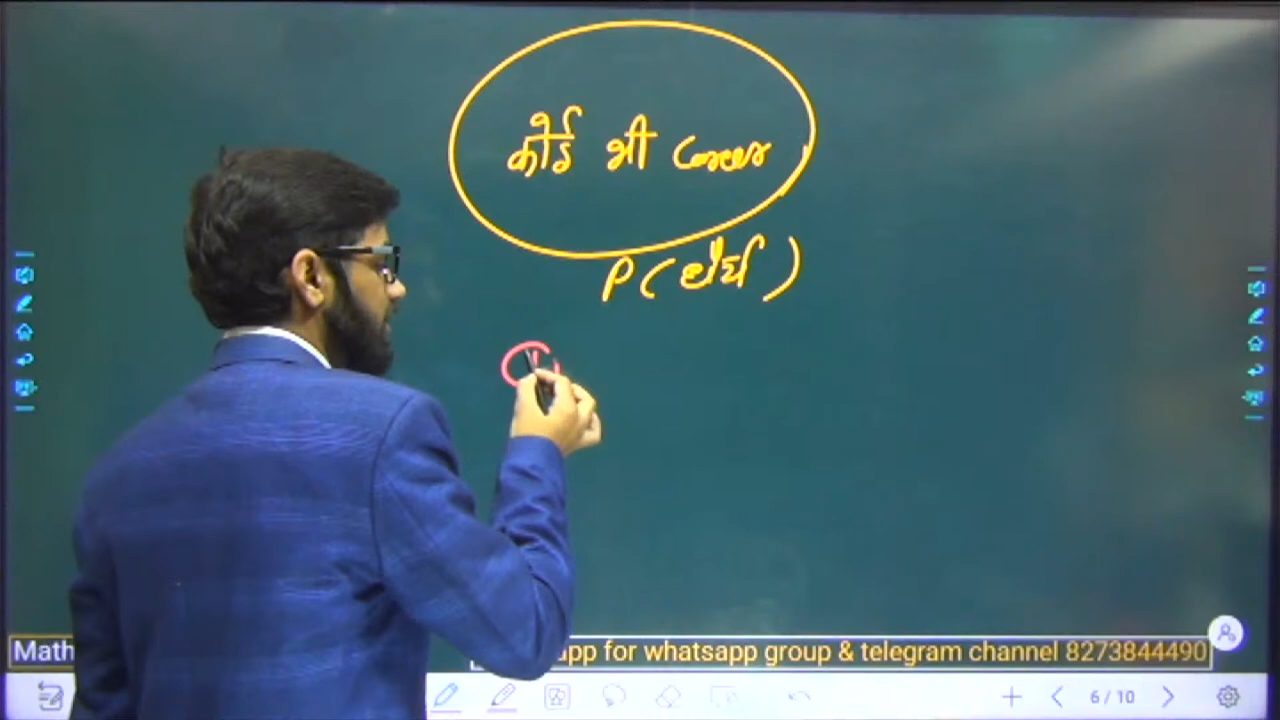 कोई भी Career
P (धैर्य)
Math
app for whatsapp group & telegram channel 8273844490
6 / 10